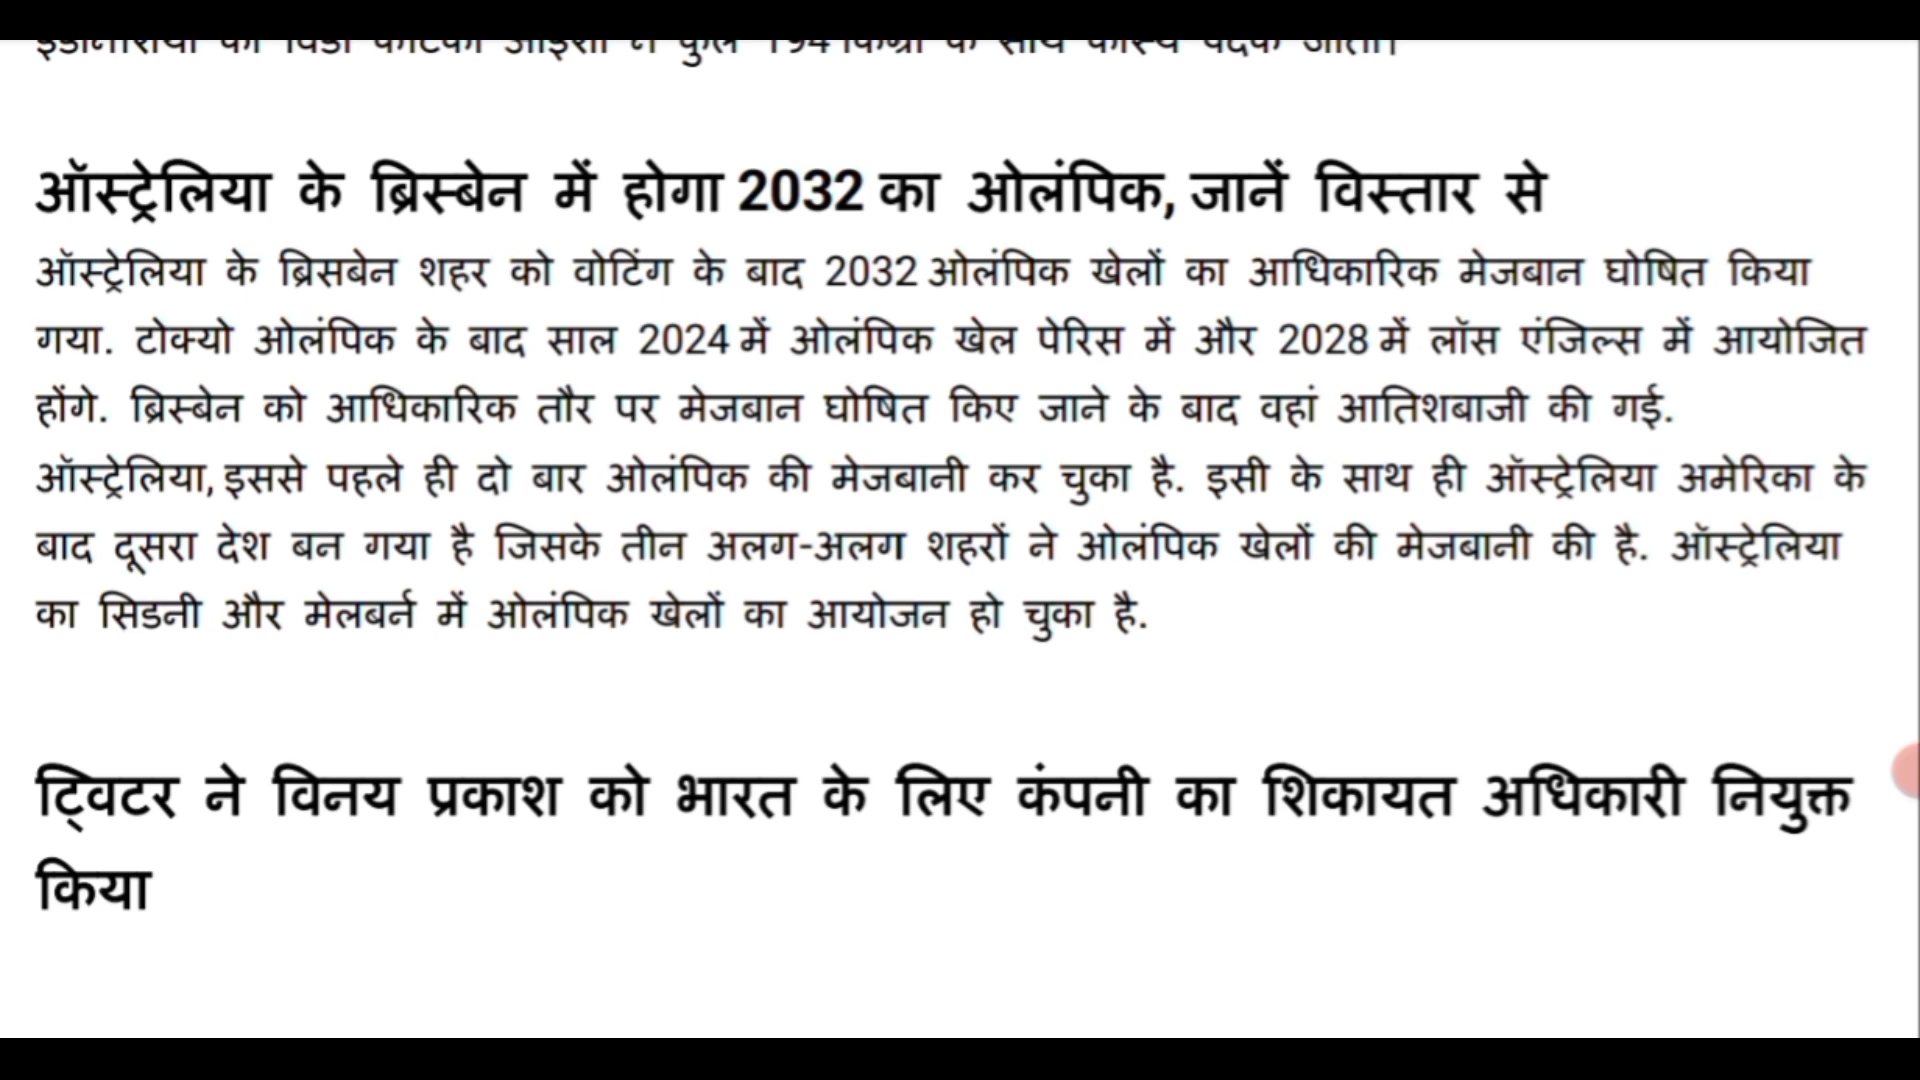 ने कुल 194 किग्रा के साथ कांस्य पदक जीता।
ऑस्ट्रेलिया के ब्रिस्बेन में होगा 2032 का ओलंपिक, जानें विस्तार से
ऑस्ट्रेलिया के ब्रिसबेन शहर को वोटिंग के बाद 2032 ओलंपिक खेलों का आधिकारिक मेजबान घोषित किया
गया. टोक्यो ओलंपिक के बाद साल 2024 में ओलंपिक खेल पेरिस में और 2028 में लॉस एंजिल्स में आयोजित
होंगे. ब्रिस्बेन को आधिकारिक तौर पर मेजबान घोषित किए जाने के बाद वहां आतिशबाजी की गई.
ऑस्ट्रेलिया, इससे पहले ही दो बार ओलंपिक की मेजबानी कर चुका है. इसी के साथ ही ऑस्ट्रेलिया अमेरिका के
बाद दूसरा देश बन गया है जिसके तीन अलग-अलग शहरों ने ओलंपिक खेलों की मेजबानी की है. ऑस्ट्रेलिया
का सिडनी और मेलबर्न में ओलंपिक खेलों का आयोजन हो चुका है.
ट्विटर ने विनय प्रकाश को भारत के लिए कंपनी का शिकायत अधिकारी नियुक्त
किया